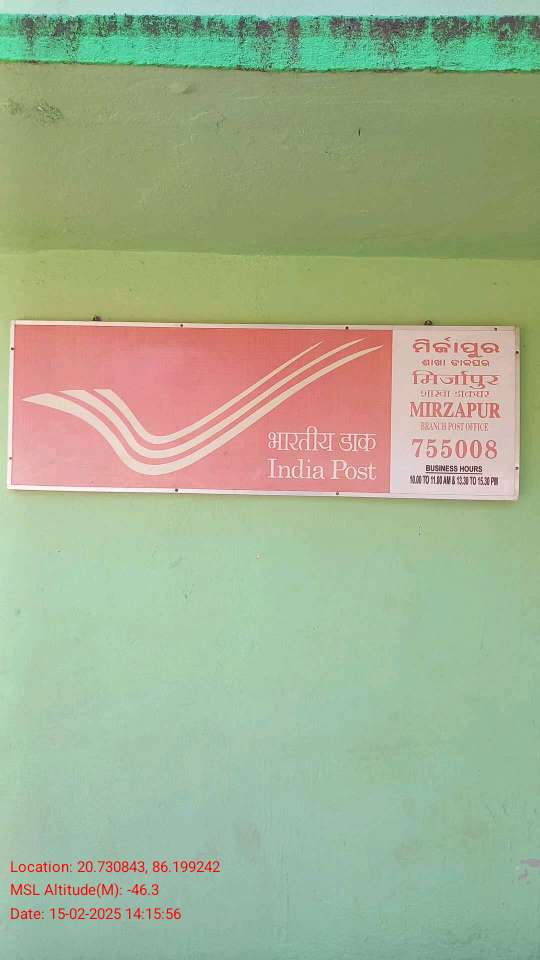 भारतीय डाक
India Post
ମିର୍ଜାପୁର
ଶାଖା ଡାକଘର
मिर्जापुर
शाखा डाकघर
MIRZAPUR
BRANCH POST OFFICE
755008
BUSINESS HOURS
10.00 TO 11.00 AM & 13.30 TO 15.30 PM
Location: 20.730843, 86.199242
MSL Altitude(M): -46.3
Date: 15-02-2025 14:15:56